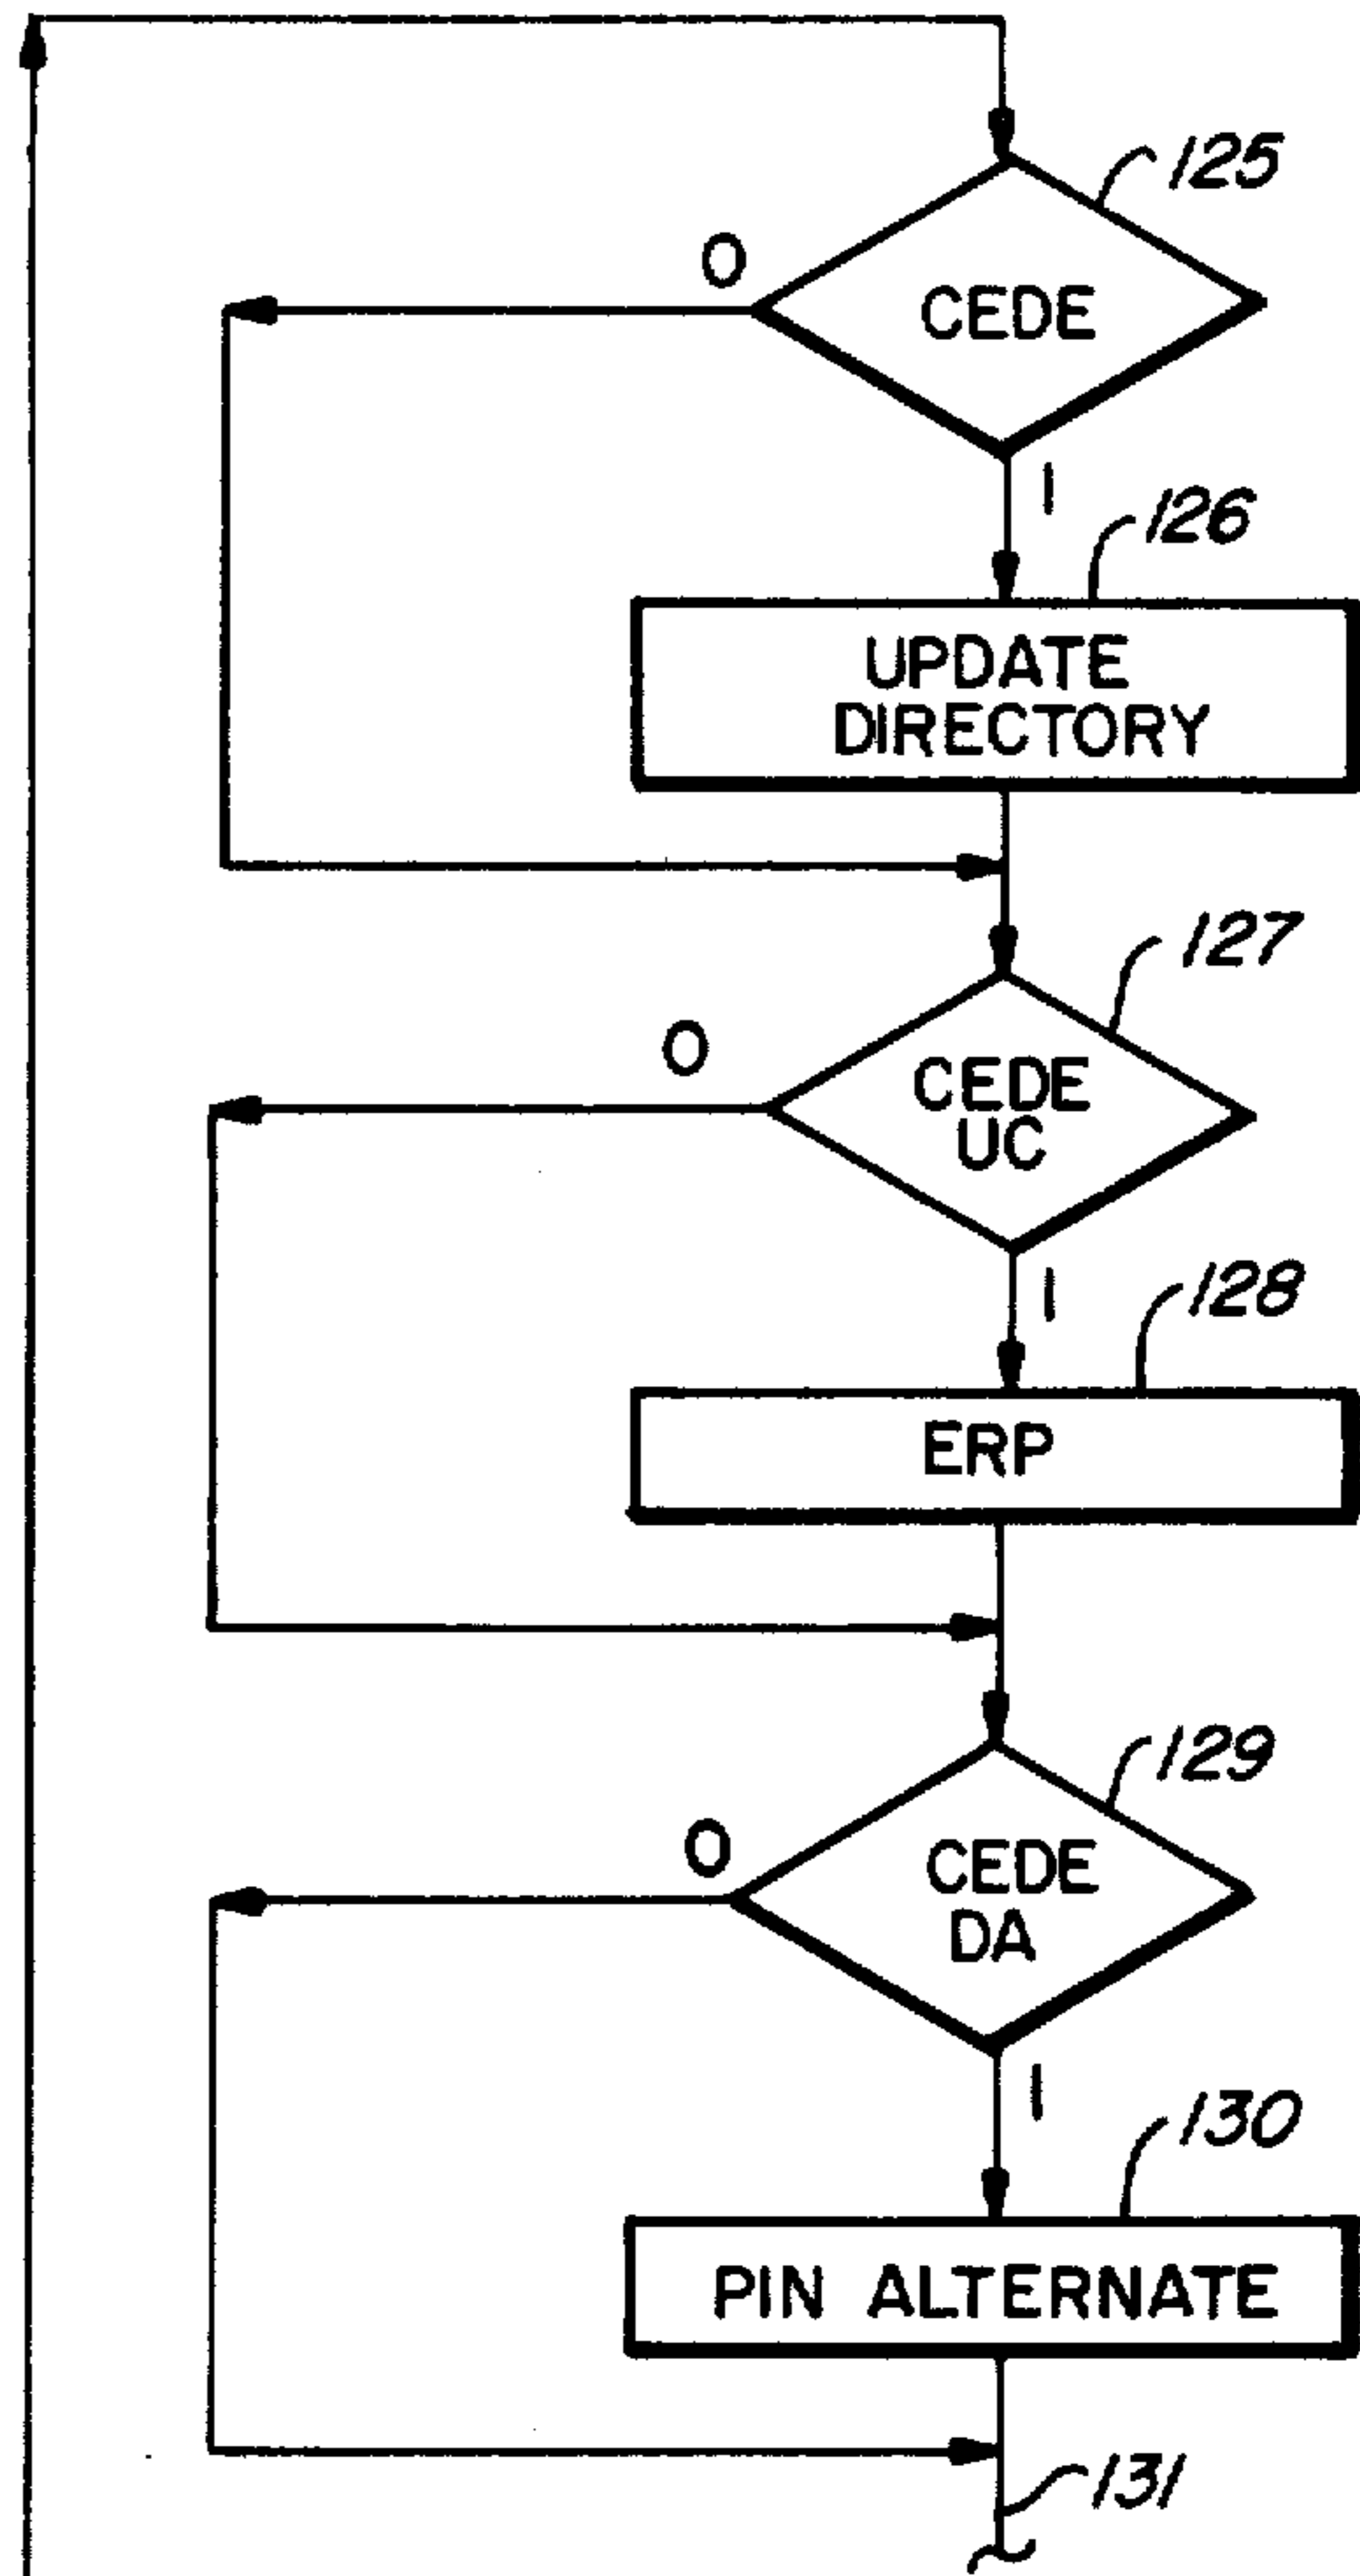 125
0
CEDE
1
126
UPDATE
DIRECTORY
127
0
CEDE
UC
1
128
ERP
129
0
CEDE
DA
1
130
PIN ALTERNATE
131